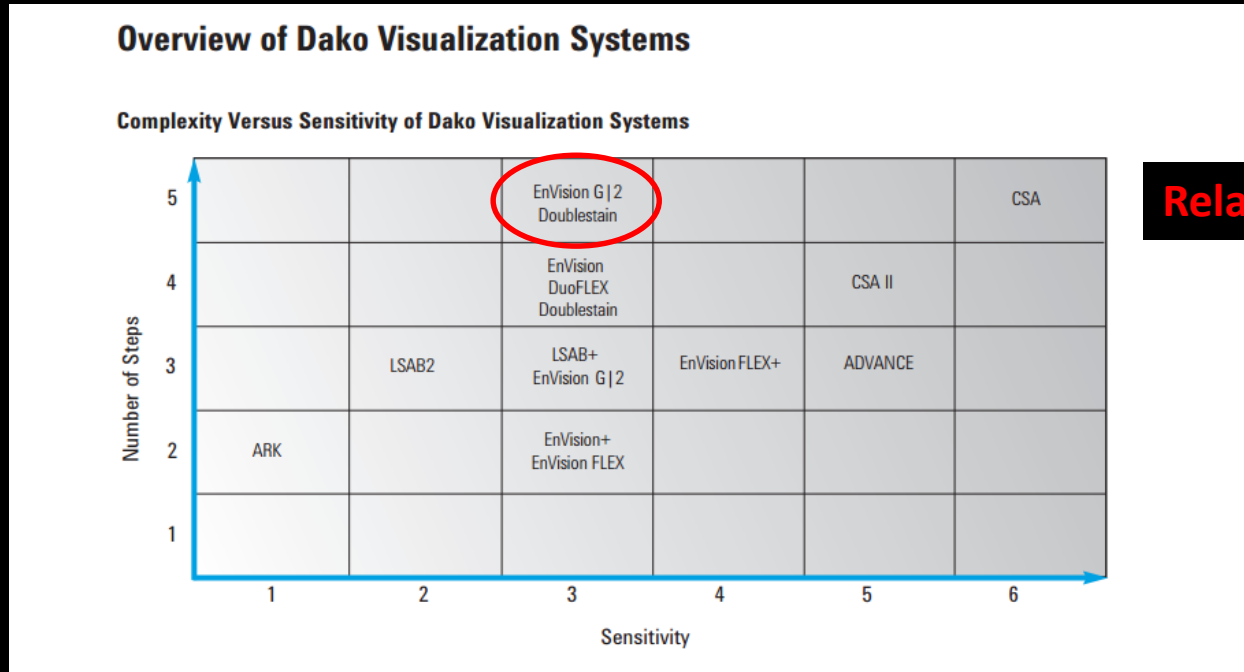 Overview of Dako Visualization Systems
Complexity Versus Sensitivity of Dako Visualization Systems
5
EnVision G|2
Doublestain
CSA
Rela
4
EnVision
DuoFLEX
Doublestain
CSA II
Number of Steps
3
LSAB2
LSAB+
EnVision G|2
EnVision FLEX+
ADVANCE
2
ARK
EnVision+
EnVision FLEX
1
1 2 3 4 5 6
Sensitivity